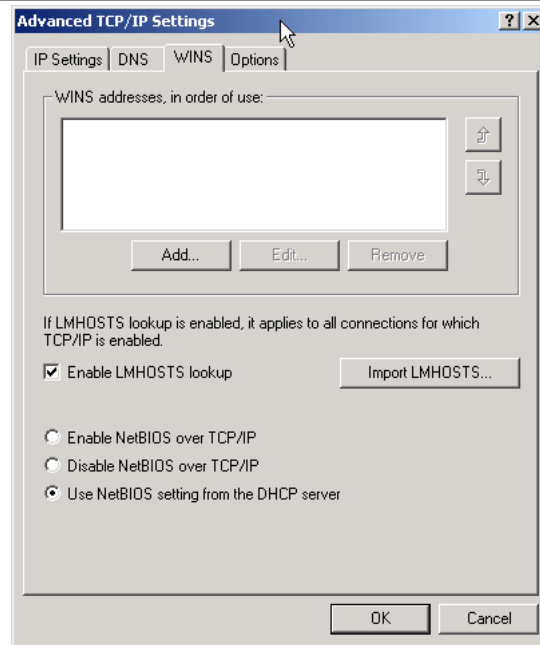 Advanced TCP/IP Settings
IP Settings DNS WINS Options
WINS addresses, in order of use:
Add... Edit... Remove
If LMHOSTS lookup is enabled, it applies to all connections for which
TCP/IP is enabled.
Enable LMHOSTS lookup Import LMHOSTS...
Enable NetBIOS over TCP/IP
Disable NetBIOS over TCP/IP
Use NetBIOS setting from the DHCP server
OK Cancel